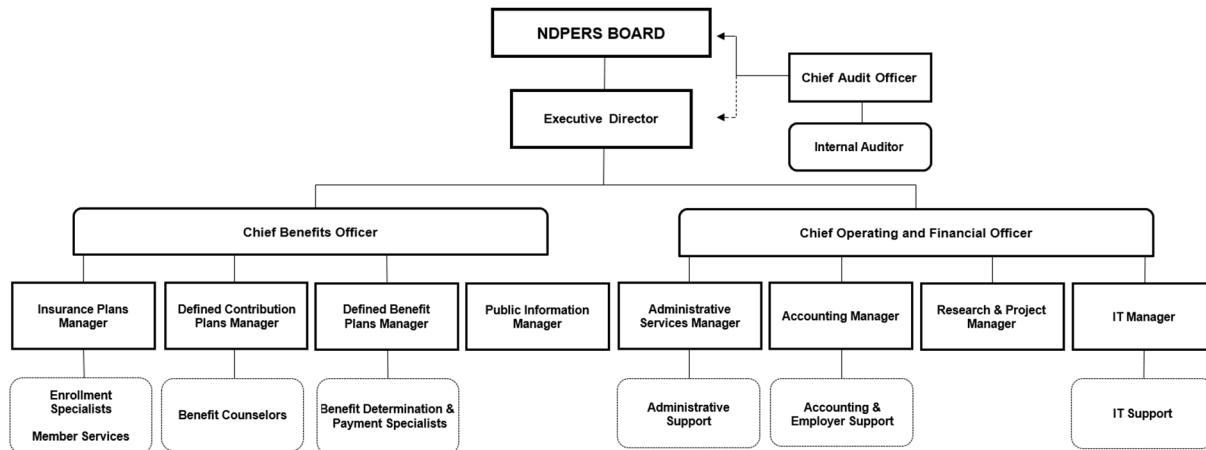 NDPERS BOARD
Chief Audit Officer
Executive Director
Internal Auditor
Chief Benefits Officer
Chief Operating and Financial Officer
Insurance Plans
Manager
Defined Contribution
Plans Manager
Defined Benefit
Plans Manager
Public Information
Manager
Administrative
Services Manager
Accounting Manager
Research & Project
Manager
IT Manager
Enrollment
Specialists
Member Services
Benefit Counselors
Benefit Determination &
Payment Specialists
Administrative
Support
Accounting &
Employer Support
IT Support